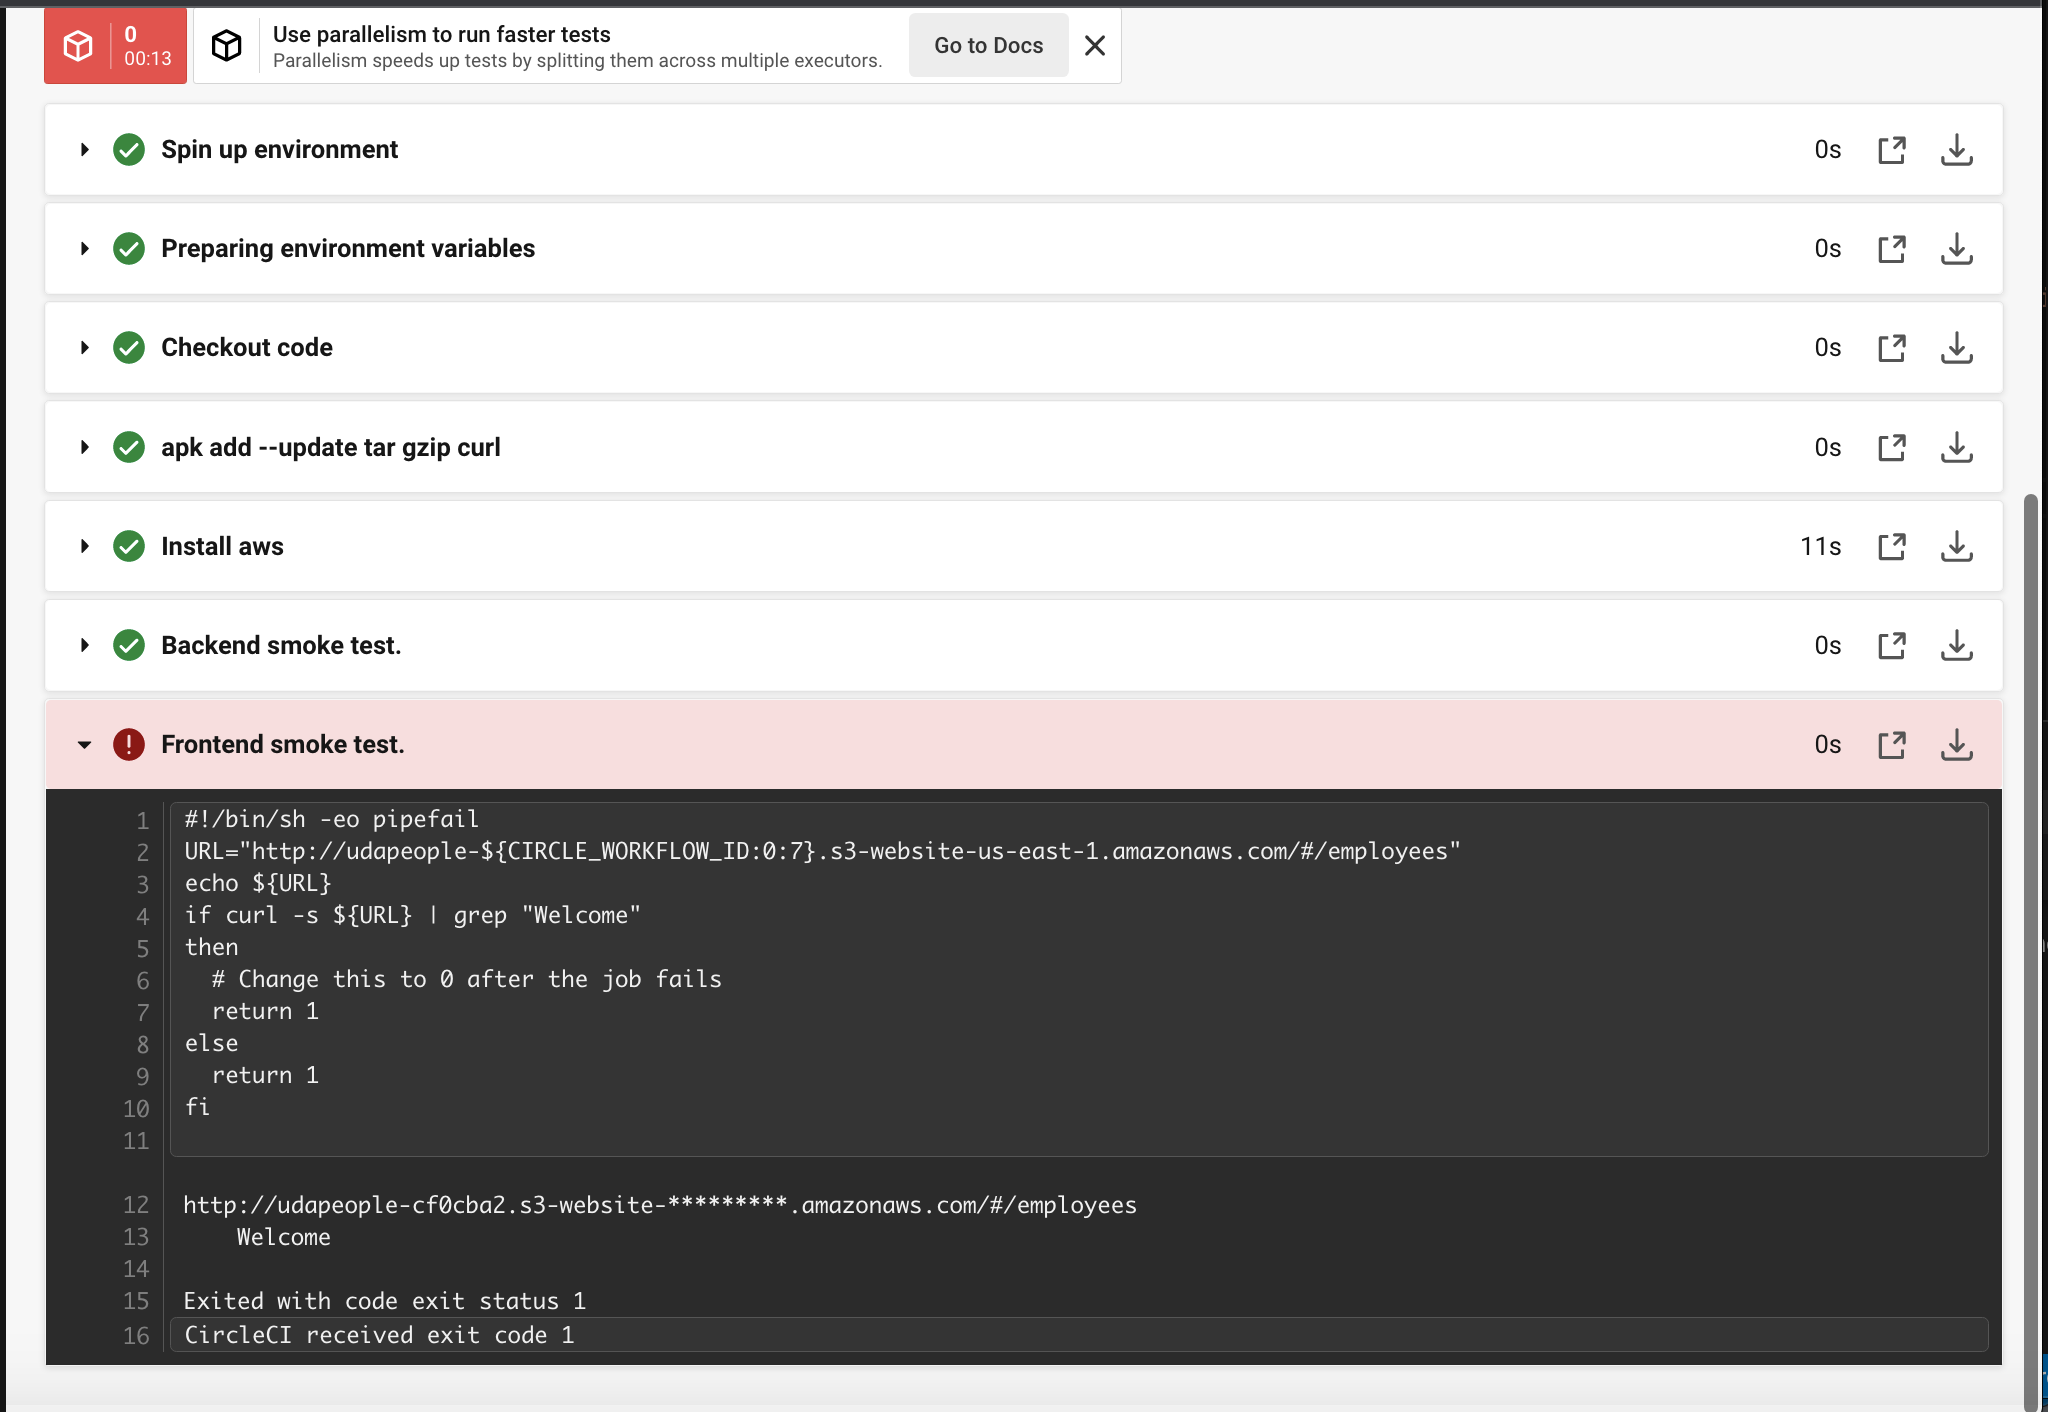 0
00:13
Use parallelism to run faster tests
Parallelism speeds up tests by splitting them across multiple executors.
Go to Docs
Spin up environment 0s
Preparing environment variables 0s
Checkout code 0s
apk add --update tar gzip curl 0s
Install aws 11s
Backend smoke test. 0s
Frontend smoke test. 0s
1 #!/bin/sh -eo pipefail
2 URL="http://udapeople-${CIRCLE_WORKFLOW_ID:0:7}.s3-website-us-east-1.amazonaws.com/#/employees"
3 echo ${URL}
4 if curl -s ${URL} | grep "Welcome"
5 then
6   # Change this to 0 after the job fails
7   return 1
8 else
9   return 1
10 fi
11
12 http://udapeople-cf0cba2.s3-website-*********.amazonaws.com/#/employees
13     Welcome
14
15 Exited with code exit status 1
16 CircleCI received exit code 1